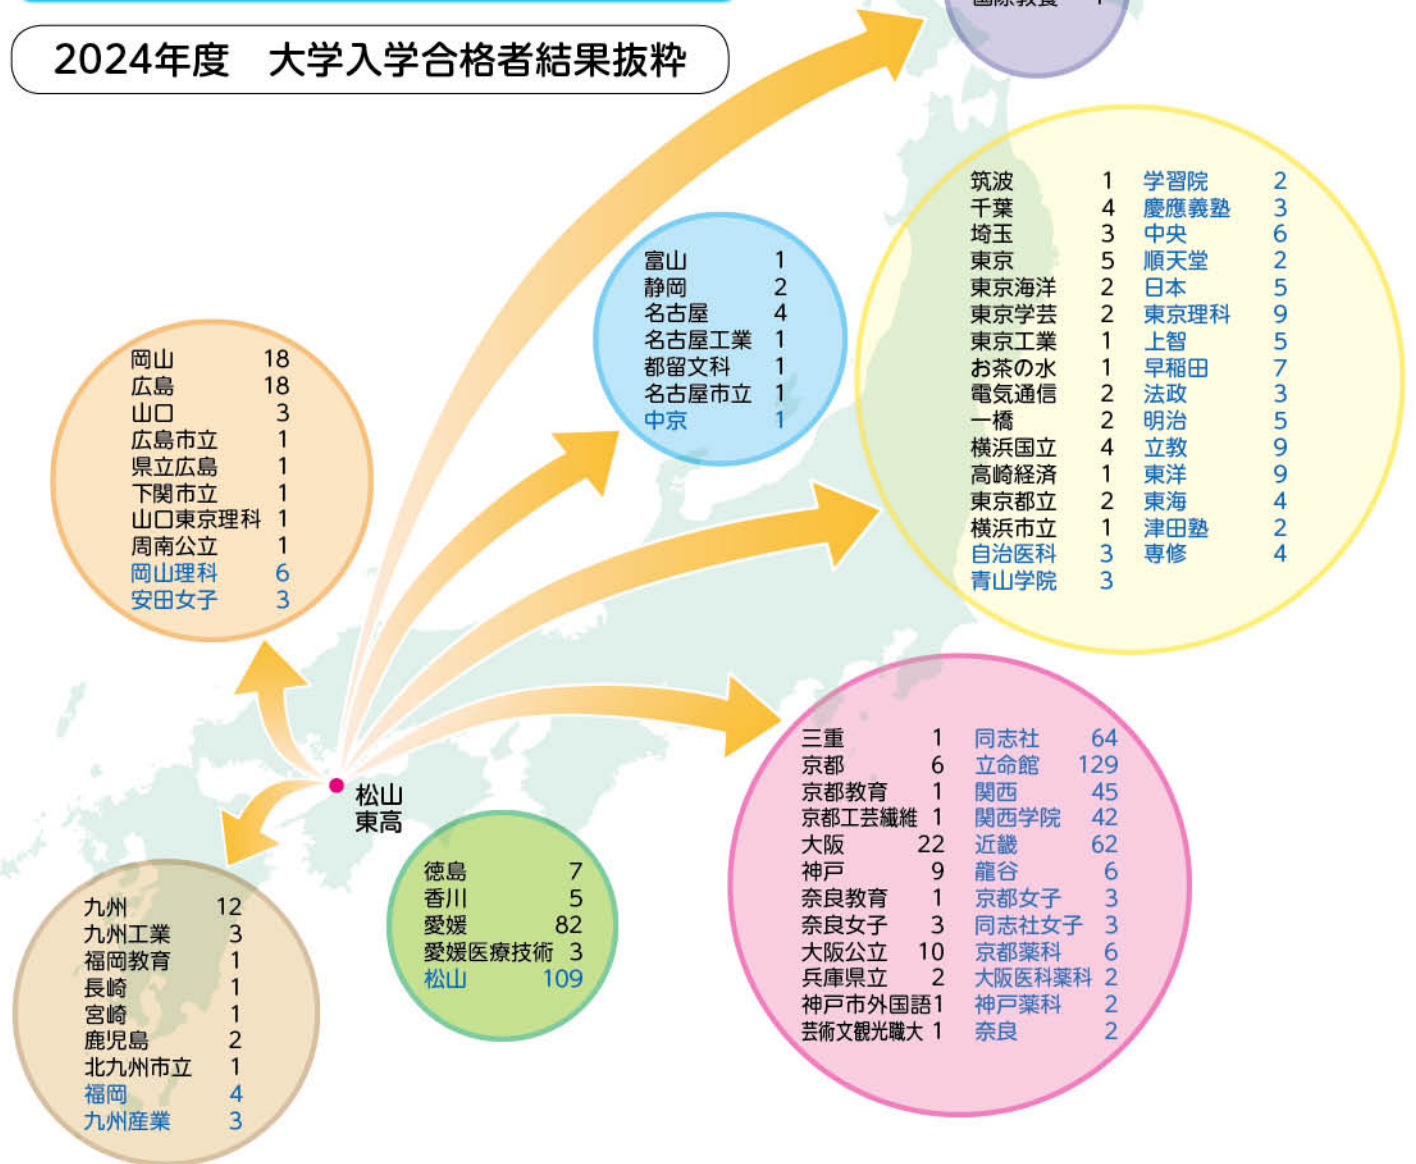 2024年度　大学入学合格者結果抜粋
富山 1
静岡 2
名古屋 4
名古屋工業 1
都留文科 1
名古屋市立 1
中京 1
筑波 1 学習院 2
千葉 4 慶應義塾 3
埼玉 3 中央 6
東京 5 順天堂 2
東京海洋 2 日本 5
東京学芸 2 東京理科 9
東京工業 1 上智 5
お茶の水 1 早稲田 7
電気通信 2 法政 3
一橋 2 明治 5
横浜国立 4 立教 9
高崎経済 1 東洋 9
東京都立 2 東海 4
横浜市立 1 津田塾 2
自治医科 3 専修 4
青山学院 3
岡山 18
広島 18
山口 3
広島市立 1
県立広島 1
下関市立 1
山口東京理科 1
周南公立 1
岡山理科 6
安田女子 3
松山
東高
三重 1 同志社 64
京都 6 立命館 129
京都教育 1 関西 45
京都工芸繊維 1 関西学院 42
大阪 22 近畿 62
神戸 9 龍谷 6
奈良教育 1 京都女子 3
奈良女子 3 同志社女子 3
大阪公立 10 京都薬科 6
兵庫県立 2 大阪医科薬科 2
神戸市外国語 1 神戸薬科 2
芸術文観光職大 1 奈良 2
徳島 7
香川 5
愛媛 82
愛媛医療技術 3
松山 109
九州 12
九州工業 3
福岡教育 1
長崎 1
宮崎 1
鹿児島 2
北九州市立 1
福岡 4
九州産業 3